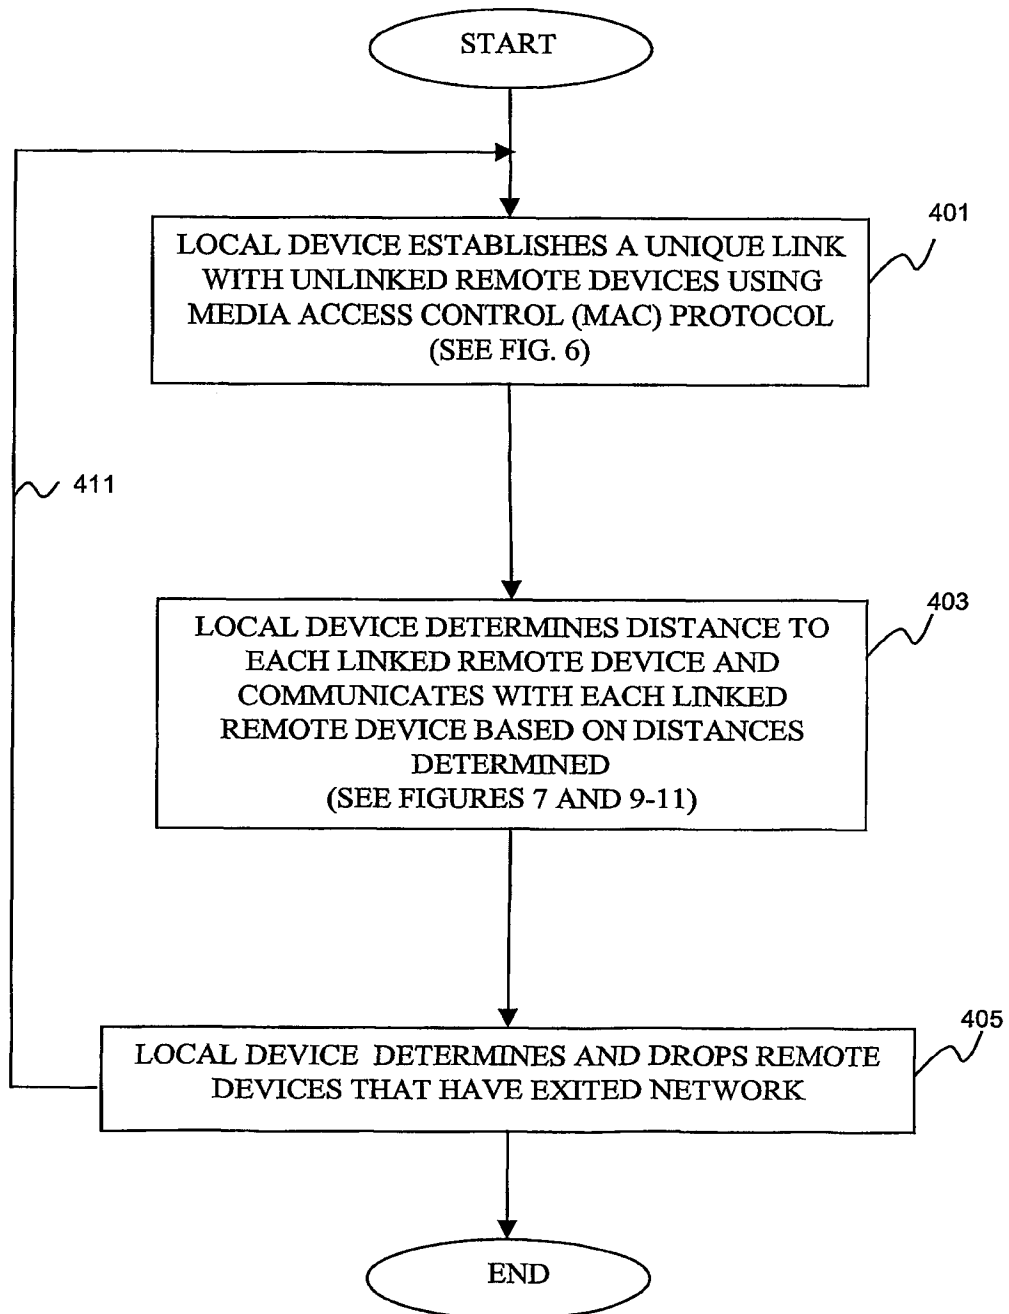 START
401
LOCAL DEVICE ESTABLISHES A UNIQUE LINK
WITH UNLINKED REMOTE DEVICES USING
MEDIA ACCESS CONTROL (MAC) PROTOCOL
(SEE FIG. 6)
411
403
LOCAL DEVICE DETERMINES DISTANCE TO
EACH LINKED REMOTE DEVICE AND
COMMUNICATES WITH EACH LINKED
REMOTE DEVICE BASED ON DISTANCES
DETERMINED
(SEE FIGURES 7 AND 9-11)
405
LOCAL DEVICE DETERMINES AND DROPS REMOTE
DEVICES THAT HAVE EXITED NETWORK
END